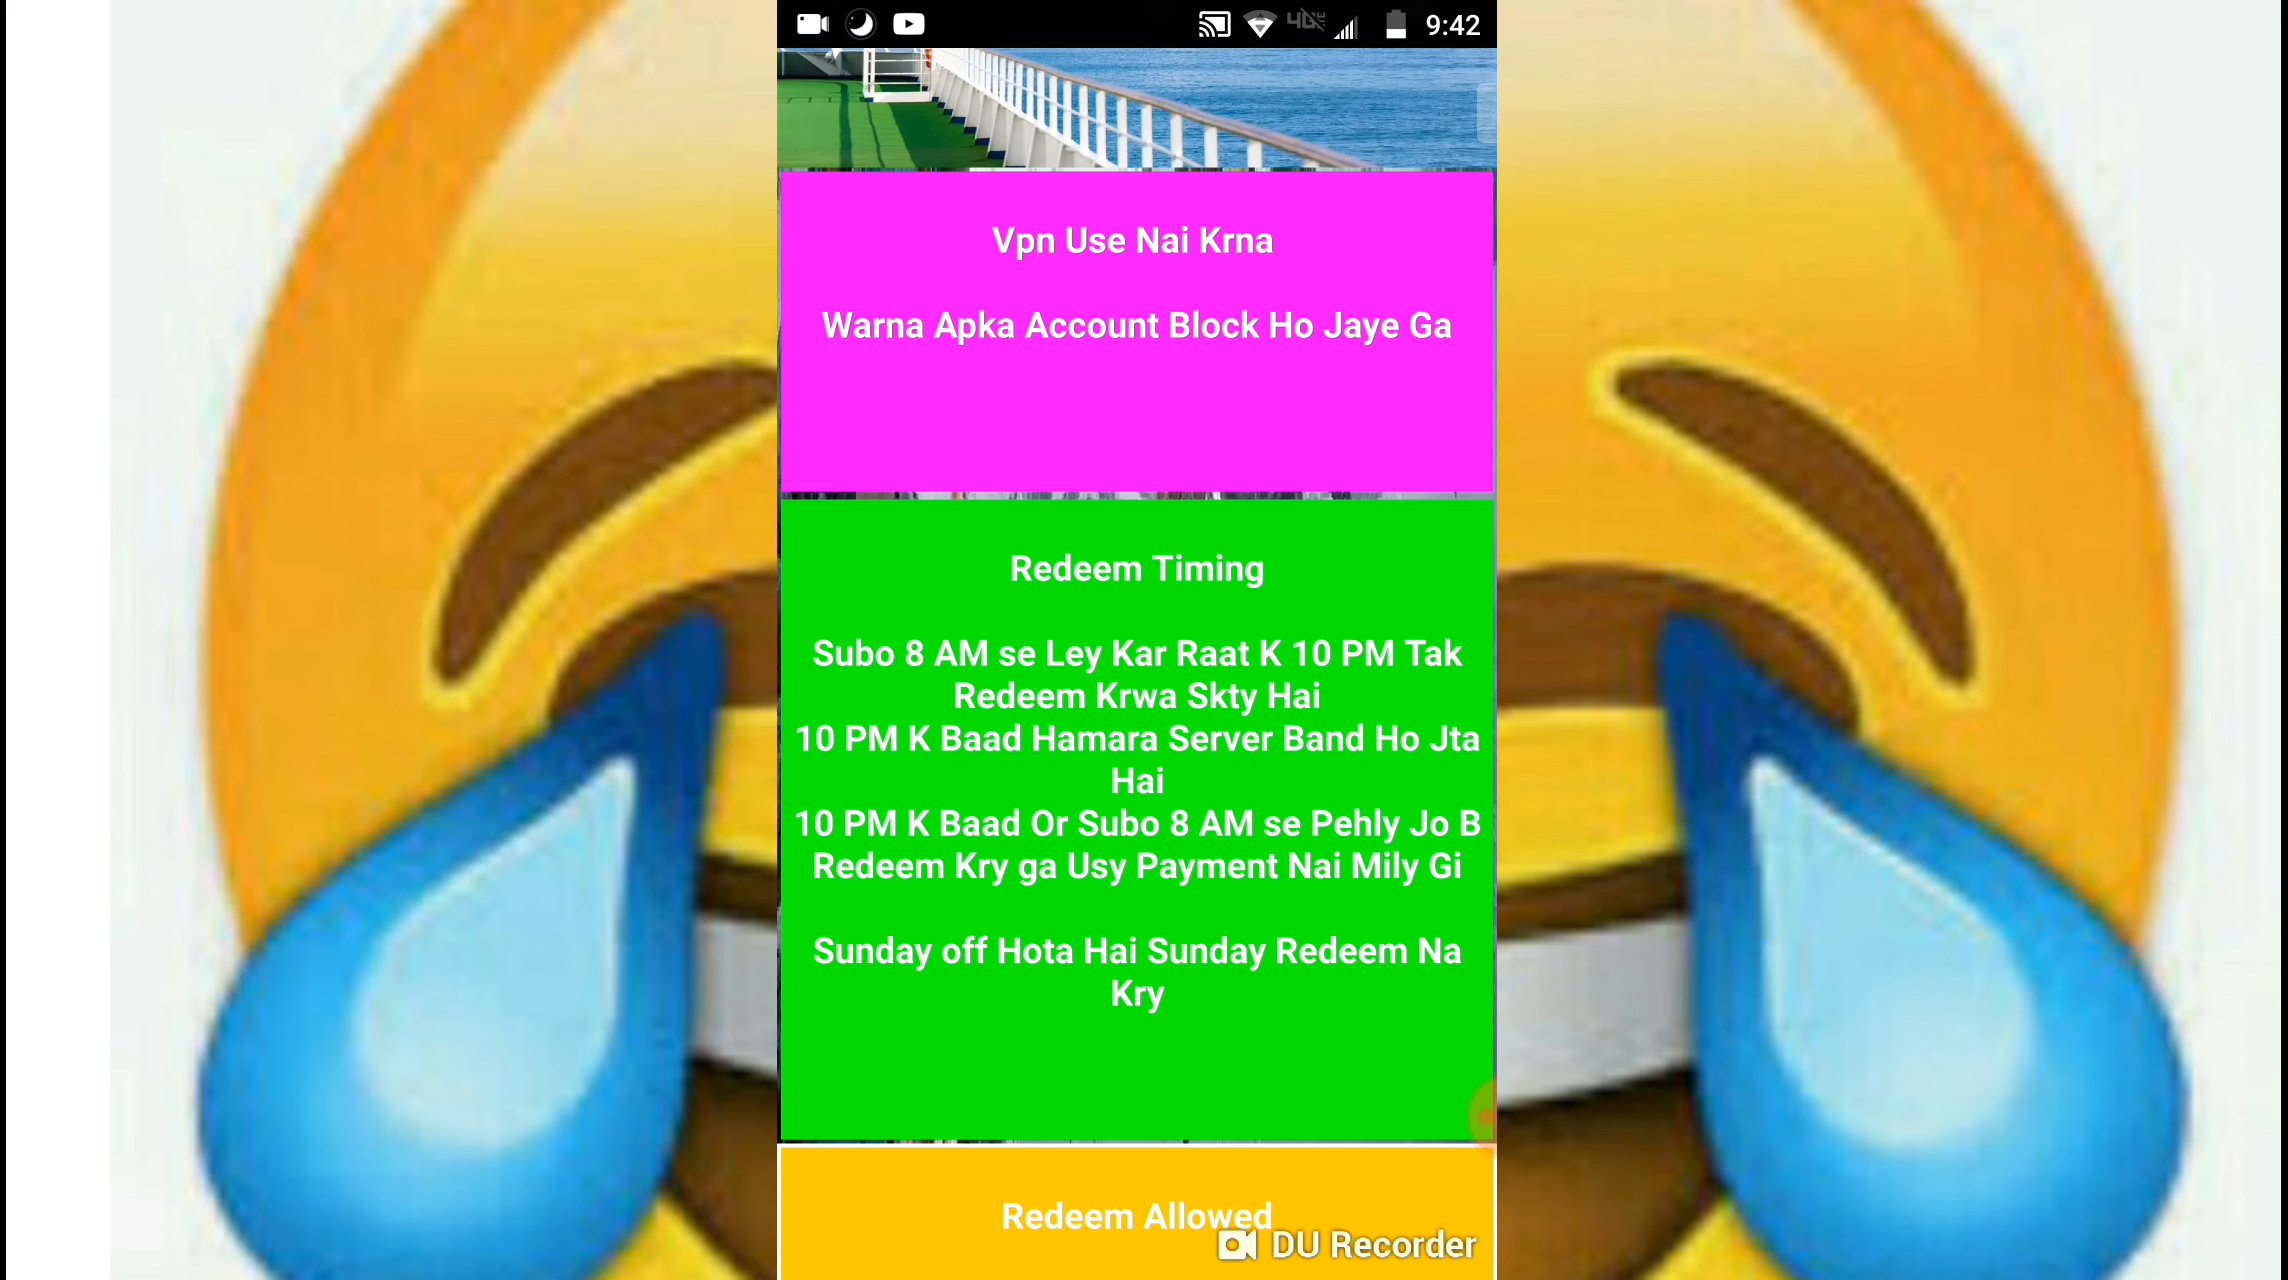 9:42
Vpn Use Nai Krna
Warna Apka Account Block Ho Jaye Ga
Redeem Timing
Subo 8 AM se Ley Kar Raat K 10 PM Tak
Redeem Krwa Skty Hai
10 PM K Baad Hamara Server Band Ho Jta
Hai
10 PM K Baad Or Subo 8 AM se Pehly Jo B
Redeem Kry ga Usy Payment Nai Mily Gi
Sunday off Hota Hai Sunday Redeem Na
Kry
Redeem Allowed
DU Recorder